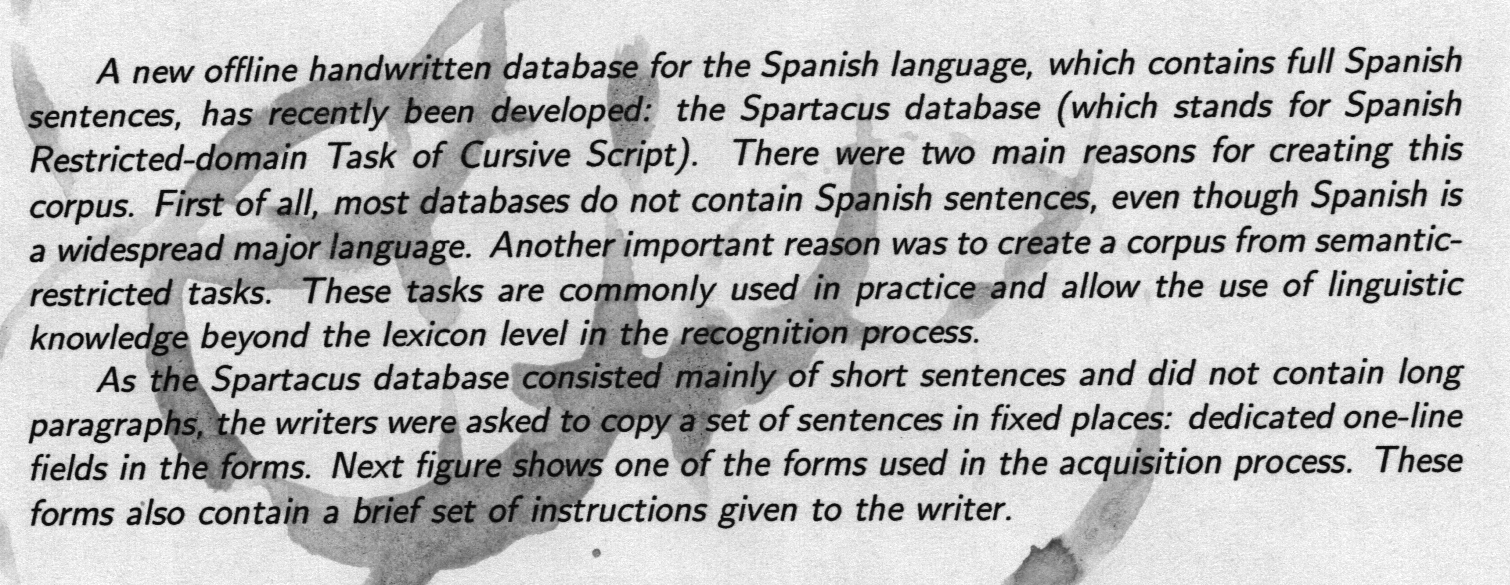 A new offline handwritten database for the Spanish language, which contains full Spanish
sentences, has recently been developed: the Spartacus database (which stands for Spanish
Restricted-domain Task of Cursive Script). There were two main reasons for creating this
corpus. First of all, most databases do not contain Spanish sentences, even though Spanish is
a widespread major language. Another important reason was to create a corpus from semantic-
restricted tasks. These tasks are commonly used in practice and allow the use of linguistic
knowledge beyond the lexicon level in the recognition process.
As the Spartacus database consisted mainly of short sentences and did not contain long
paragraphs, the writers were asked to copy a set of sentences in fixed places: dedicated one-line
fields in the forms. Next figure shows one of the forms used in the acquisition process. These
forms also contain a brief set of instructions given to the writer.